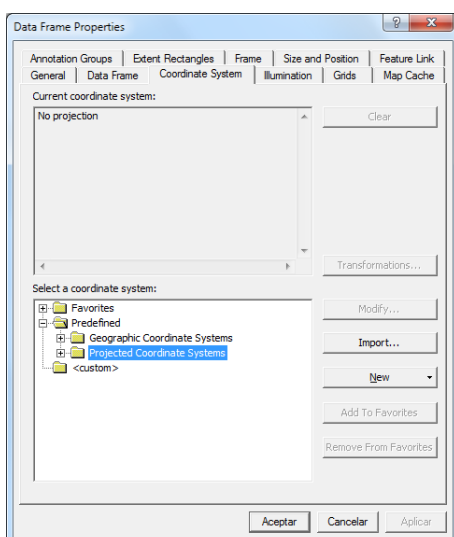 Data Frame Properties
Annotation Groups Extent Rectangles Frame Size and Position Feature Link
General Data Frame Coordinate System Illumination Grids Map Cache
Current coordinate system:
No projection
Clear
Transformations...
Select a coordinate system:
Favorites
Predefined
Geographic Coordinate Systems
Projected Coordinate Systems
<custom>
Modify...
Import...
New
Add To Favorites
Remove From Favorites
Aceptar Cancelar Aplicar